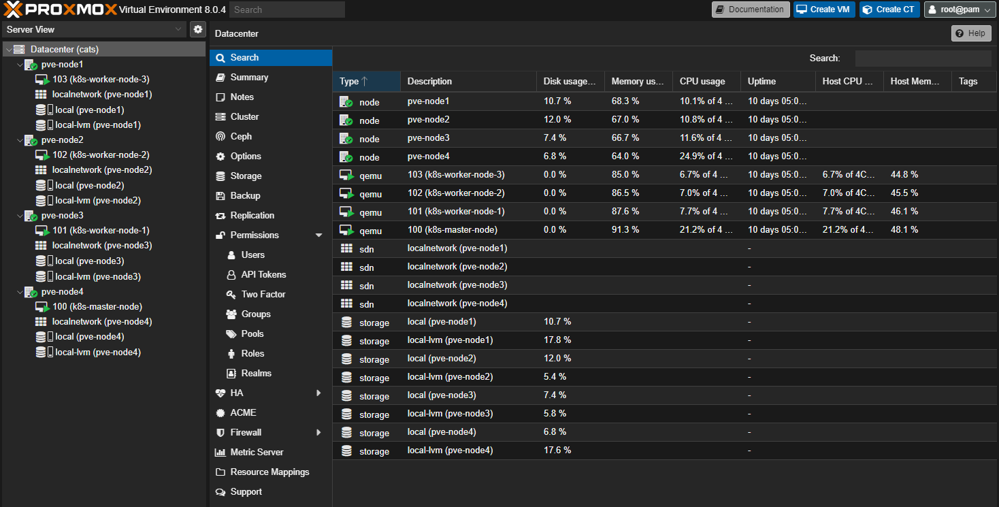 PROXMOX Virtual Environment 8.0.4 Search Documentation Create VM Create CT root@pam
Server View
Datacenter (cats)
pve-node1
103 (k8s-worker-node-3)
localnetwork (pve-node1)
local (pve-node1)
local-lvm (pve-node1)
pve-node2
102 (k8s-worker-node-2)
localnetwork (pve-node2)
local (pve-node2)
local-lvm (pve-node2)
pve-node3
101 (k8s-worker-node-1)
localnetwork (pve-node3)
local (pve-node3)
local-lvm (pve-node3)
pve-node4
100 (k8s-master-node)
localnetwork (pve-node4)
local (pve-node4)
local-lvm (pve-node4)
Datacenter Help
Search
Summary
Notes
Cluster
Ceph
Options
Storage
Backup
Replication
Permissions
Users
API Tokens
Two Factor
Groups
Pools
Roles
Realms
HA
ACME
Firewall
Metric Server
Resource Mappings
Support
Search:
Type Description Disk usage... Memory us... CPU usage Uptime Host CPU ... Host Mem... Tags
node pve-node1 10.7 % 68.3 % 10.1% of 4 ... 10 days 05:0...
node pve-node2 12.0 % 67.0 % 10.8% of 4 ... 10 days 05:0...
node pve-node3 7.4 % 66.7 % 11.6% of 4 ... 10 days 05:0...
node pve-node4 6.8 % 64.0 % 24.9% of 4 ... 10 days 05:0...
qemu 103 (k8s-worker-node-3) 0.0 % 85.0 % 6.7% of 4 ... 10 days 05:0... 6.7% of 4C... 44.8 %
qemu 102 (k8s-worker-node-2) 0.0 % 86.5 % 7.0% of 4 ... 10 days 05:0... 7.0% of 4C... 45.5 %
qemu 101 (k8s-worker-node-1) 0.0 % 87.6 % 7.7% of 4 ... 10 days 05:0... 7.7% of 4C... 46.1 %
qemu 100 (k8s-master-node) 0.0 % 91.3 % 21.2% of 4 ... 10 days 05:0... 21.2% of 4... 48.1 %
sdn localnetwork (pve-node1) -
sdn localnetwork (pve-node2) -
sdn localnetwork (pve-node3) -
sdn localnetwork (pve-node4) -
storage local (pve-node1) 10.7 % -
storage local-lvm (pve-node1) 17.8 % -
storage local (pve-node2) 12.0 % -
storage local-lvm (pve-node2) 5.4 % -
storage local (pve-node3) 7.4 % -
storage local-lvm (pve-node3) 5.8 % -
storage local (pve-node4) 6.8 % -
storage local-lvm (pve-node4) 17.6 % -